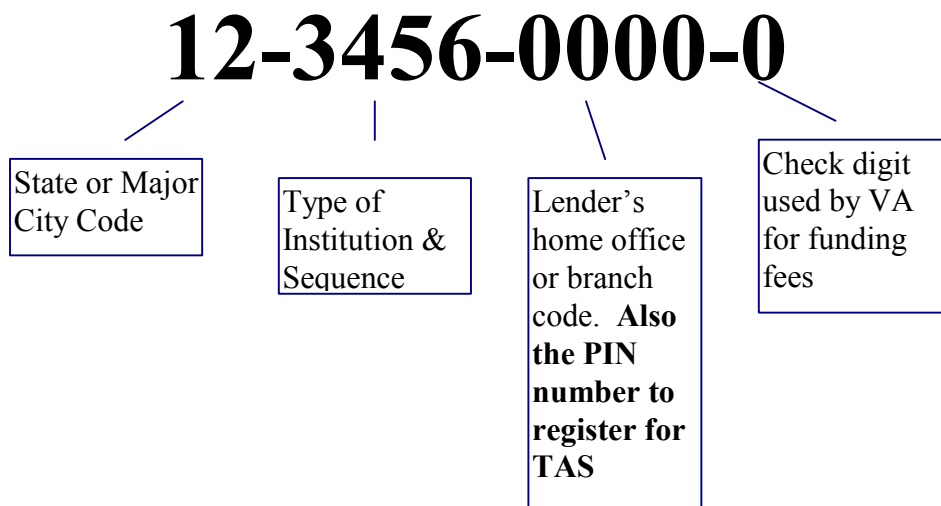 12-3456-0000-0
State or Major
City Code
Type of
Institution &
Sequence
Lender’s
home office
or branch
code.  Also
the PIN
number to
register for
TAS
Check digit
used by VA
for funding
fees